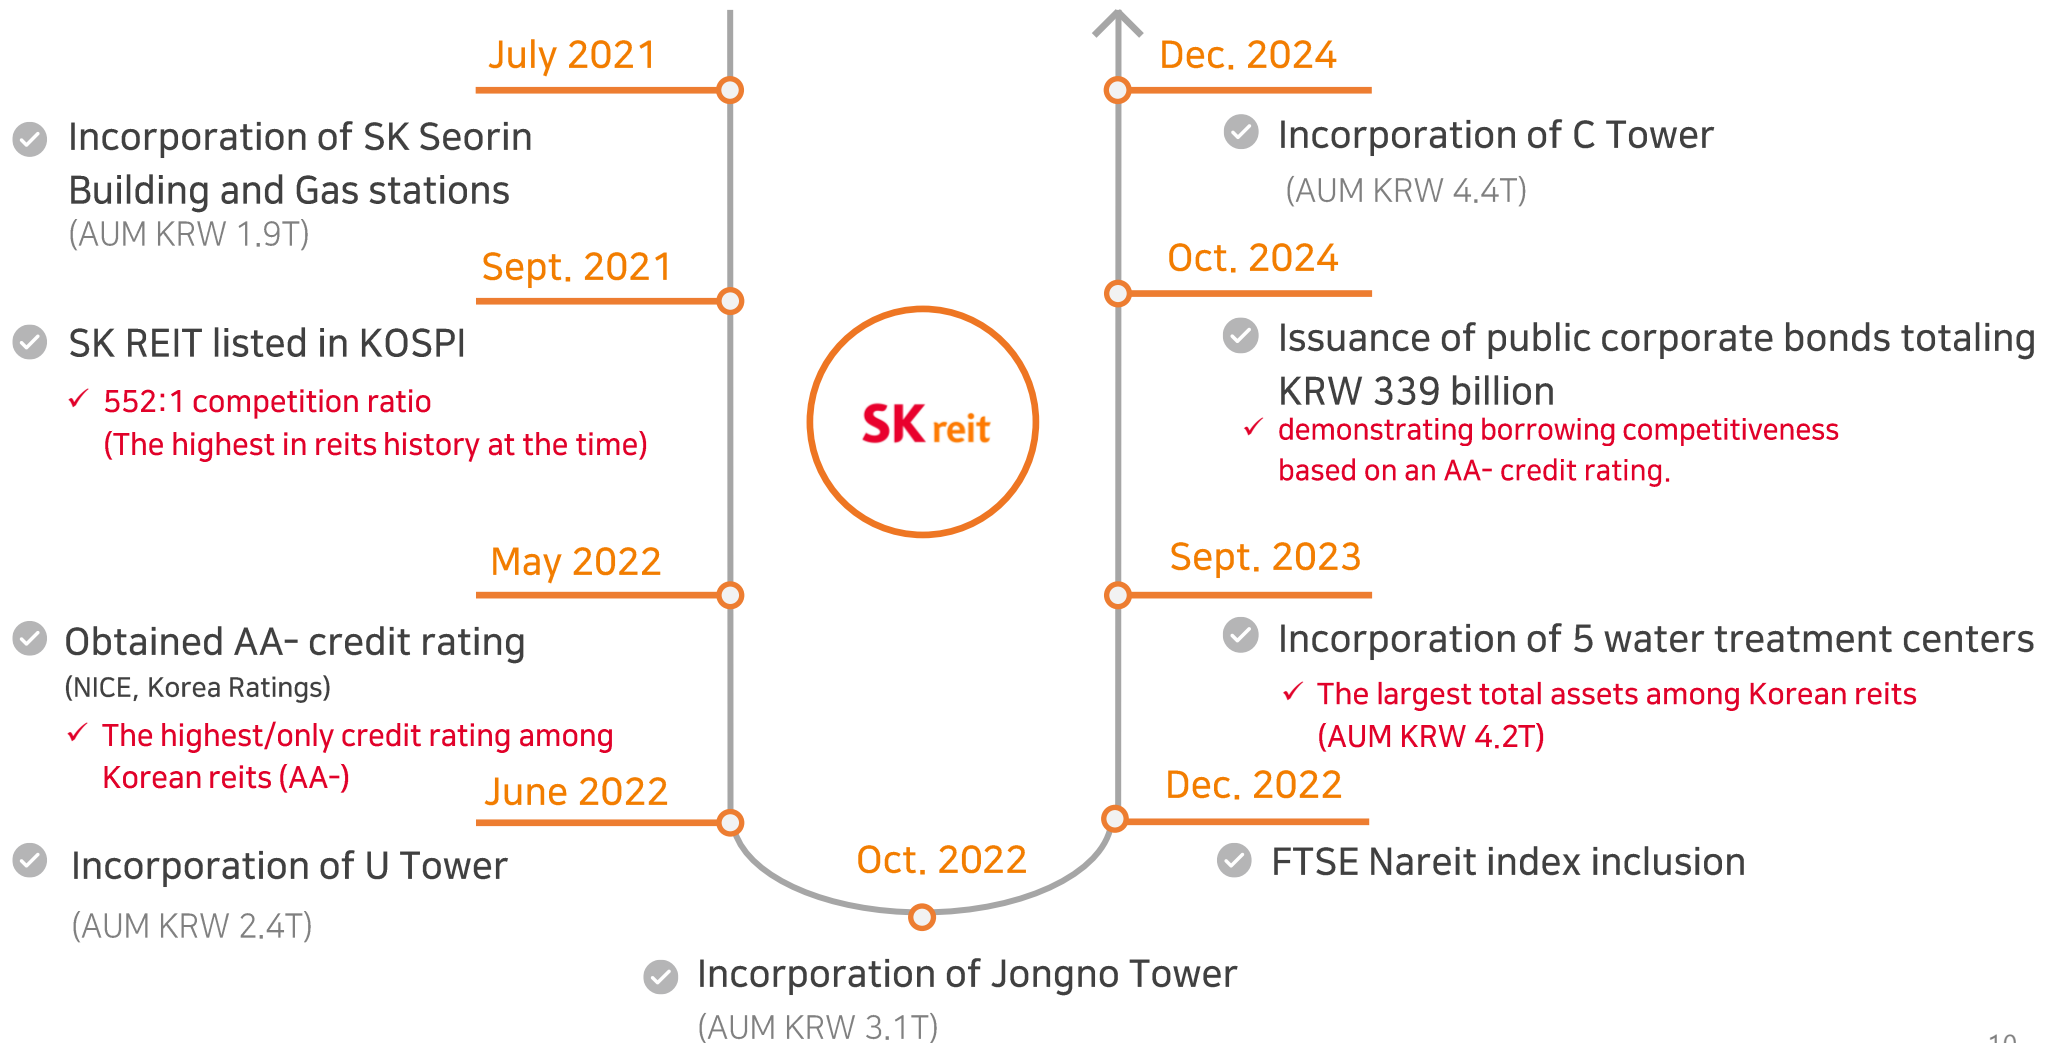 July 2021
Incorporation of SK Seorin
Building and Gas stations
(AUM KRW 1.9T)
Sept. 2021
SK REIT listed in KOSPI
✓ 552:1 competition ratio
(The highest in reits history at the time)
May 2022
Obtained AA- credit rating
(NICE, Korea Ratings)
✓ The highest/only credit rating among
Korean reits (AA-)
June 2022
Incorporation of U Tower
(AUM KRW 2.4T)
SK reit
Oct. 2022
Incorporation of Jongno Tower
(AUM KRW 3.1T)
Dec. 2024
Incorporation of C Tower
(AUM KRW 4.4T)
Oct. 2024
Issuance of public corporate bonds totaling
KRW 339 billion
✓ demonstrating borrowing competitiveness
based on an AA- credit rating.
Sept. 2023
Incorporation of 5 water treatment centers
✓ The largest total assets among Korean reits
(AUM KRW 4.2T)
Dec. 2022
FTSE Nareit index inclusion